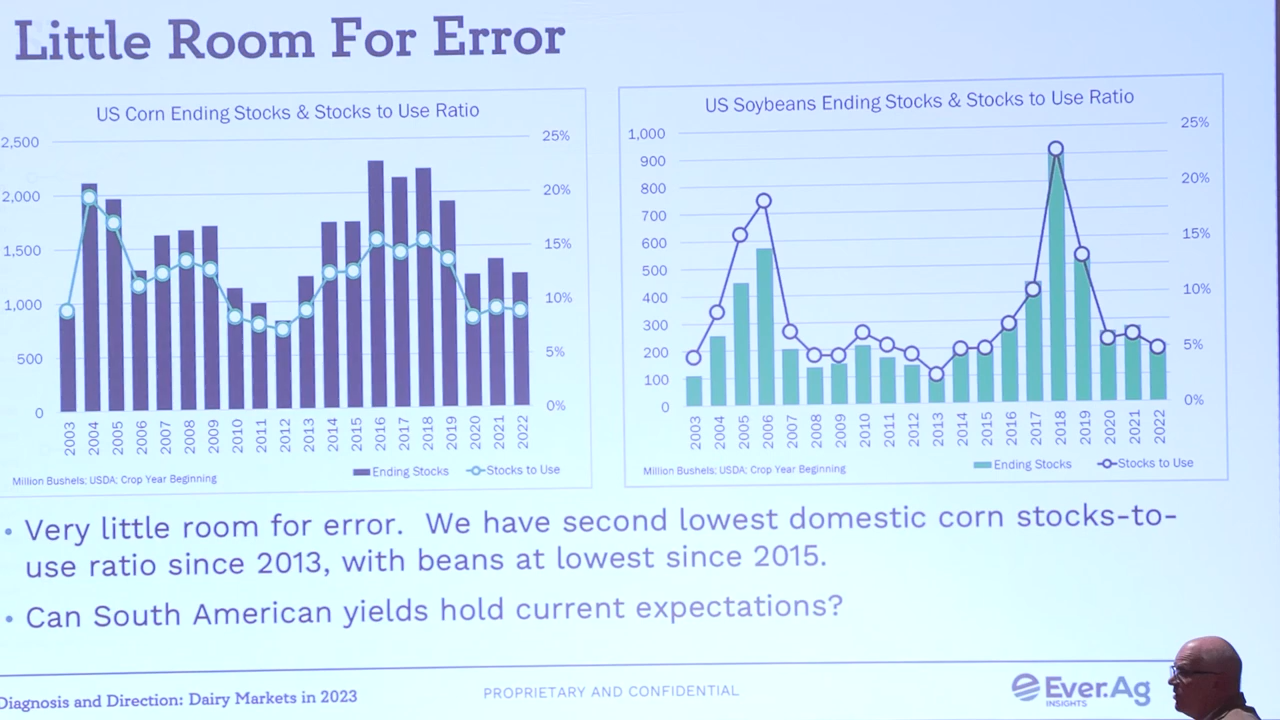 Little Room For Error
US Corn Ending Stocks & Stocks to Use Ratio
2,500
2,000
1,500
1,000
500
0
25%
20%
15%
10%
5%
0%
2003 2004 2005 2006 2007 2008 2009 2010 2011 2012 2013 2014 2015 2016 2017 2018 2019 2020 2021 2022
Ending Stocks Stocks to Use
Million Bushels; USDA; Crop Year Beginning
US Soybeans Ending Stocks & Stocks to Use Ratio
1,000
900
800
700
600
500
400
300
200
100
0
25%
20%
15%
10%
5%
0%
2003 2004 2005 2006 2007 2008 2009 2010 2011 2012 2013 2014 2015 2016 2017 2018 2019 2020 2021 2022
Ending Stocks Stocks to Use
Million Bushels; USDA; Crop Year Beginning
• Very little room for error. We have second lowest domestic corn stocks-to-
use ratio since 2013, with beans at lowest since 2015.
• Can South American yields hold current expectations?
Diagnosis and Direction: Dairy Markets in 2023
PROPRIETARY AND CONFIDENTIAL
Ever.Ag
INSIGHTS